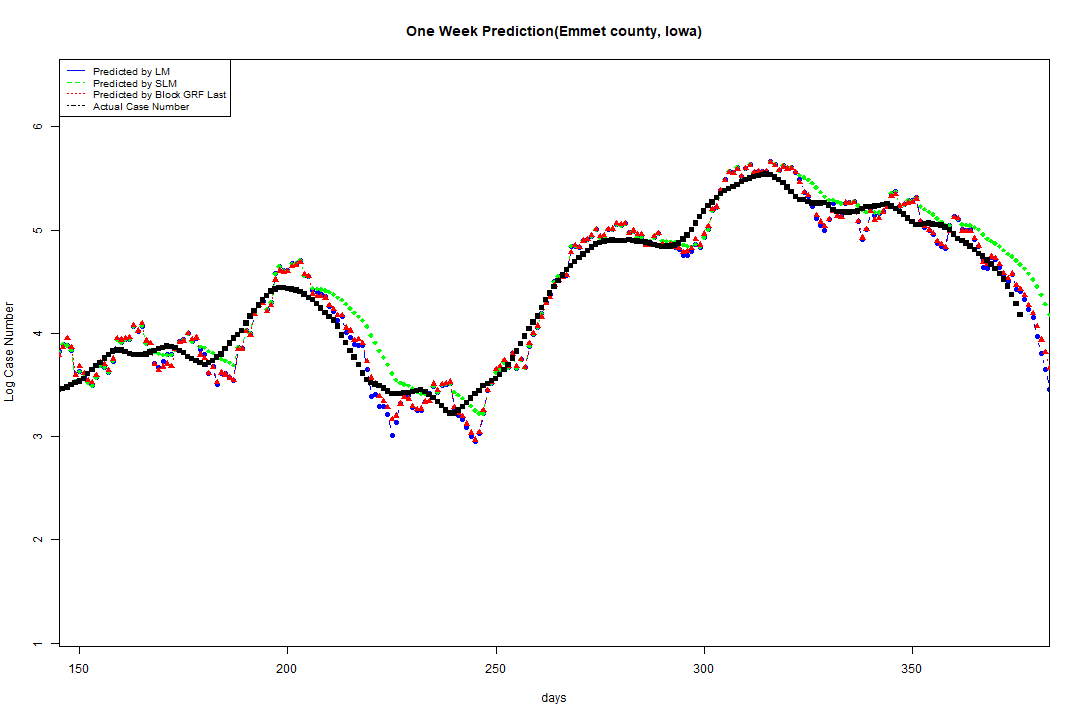 One Week Prediction(Emmet county, Iowa)
Predicted by LM
Predicted by SLM
Predicted by Block GRF Last
Actual Case Number
Log Case Number
6
5
4
3
2
1
150 200 250 300 350
days